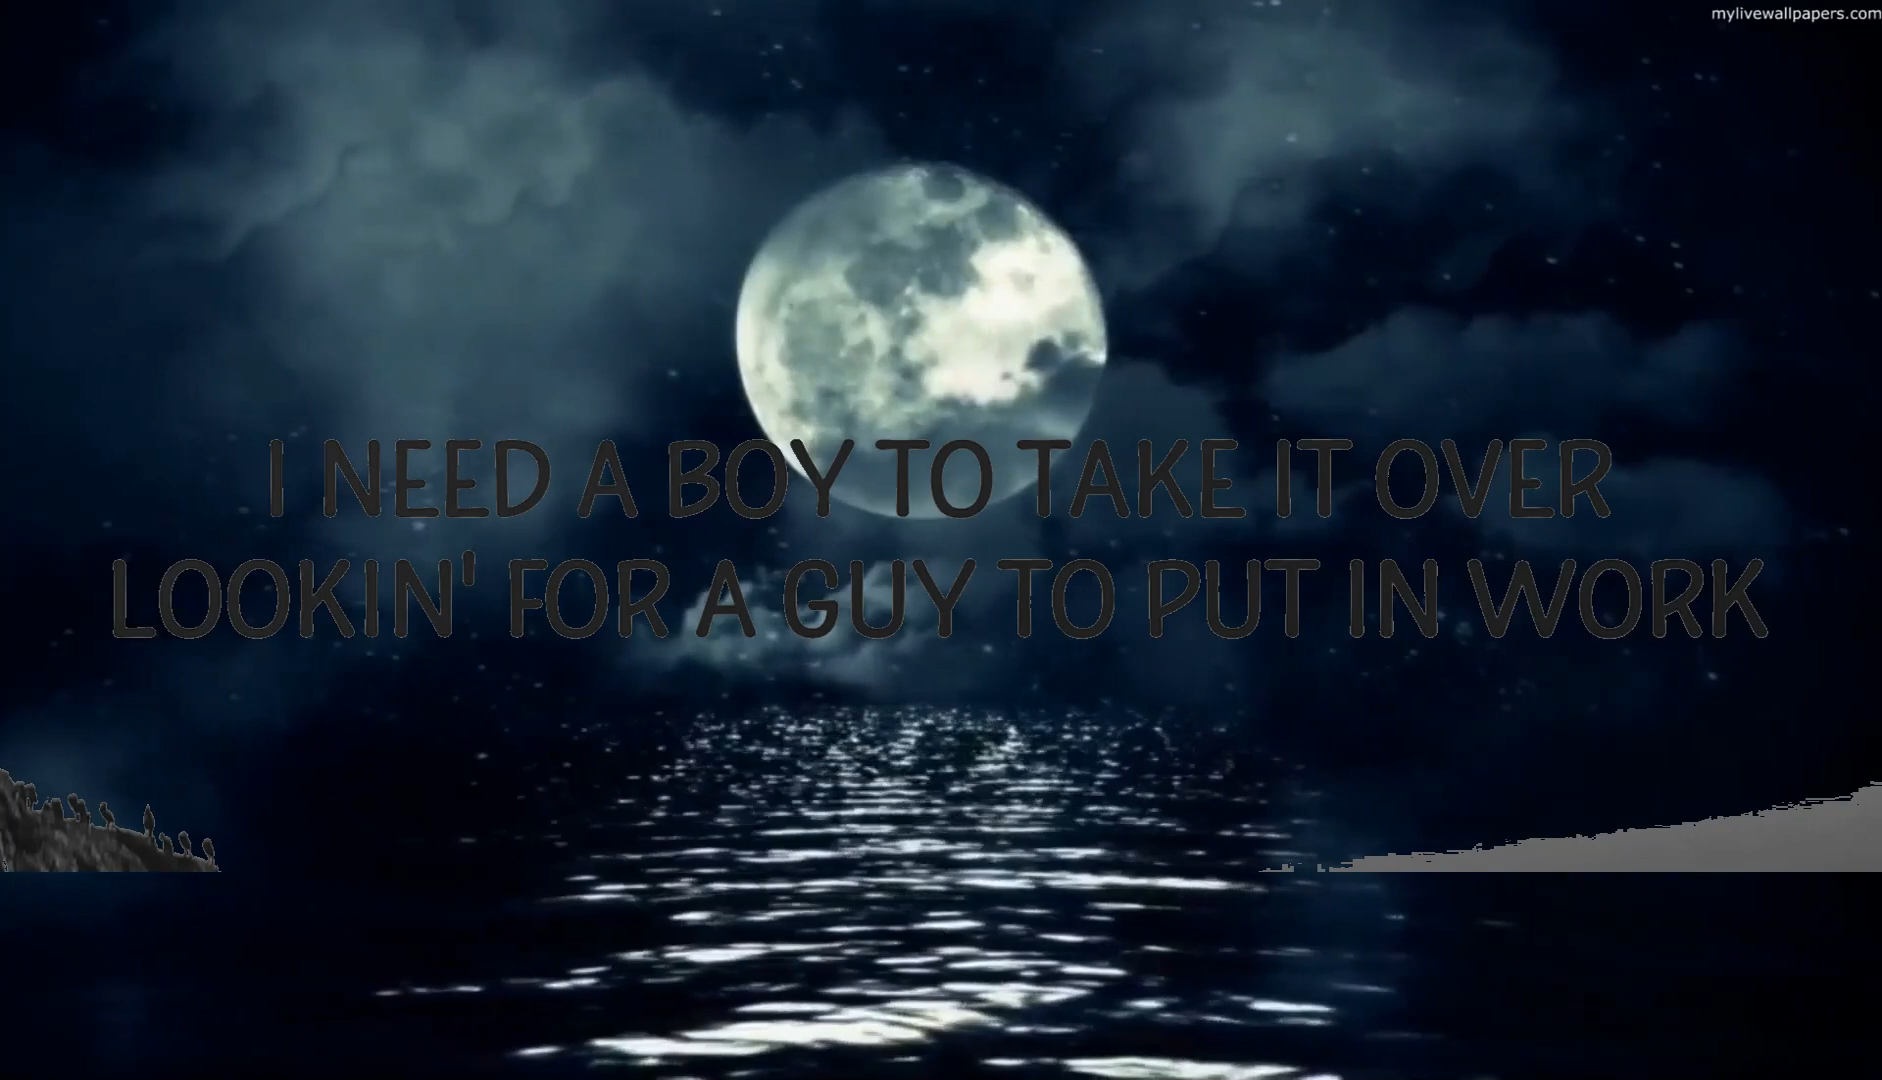 mylivewallpapers.com
I NEED A BOY TO TAKE IT OVER
LOOKIN' FOR A GUY TO PUT IN WORK